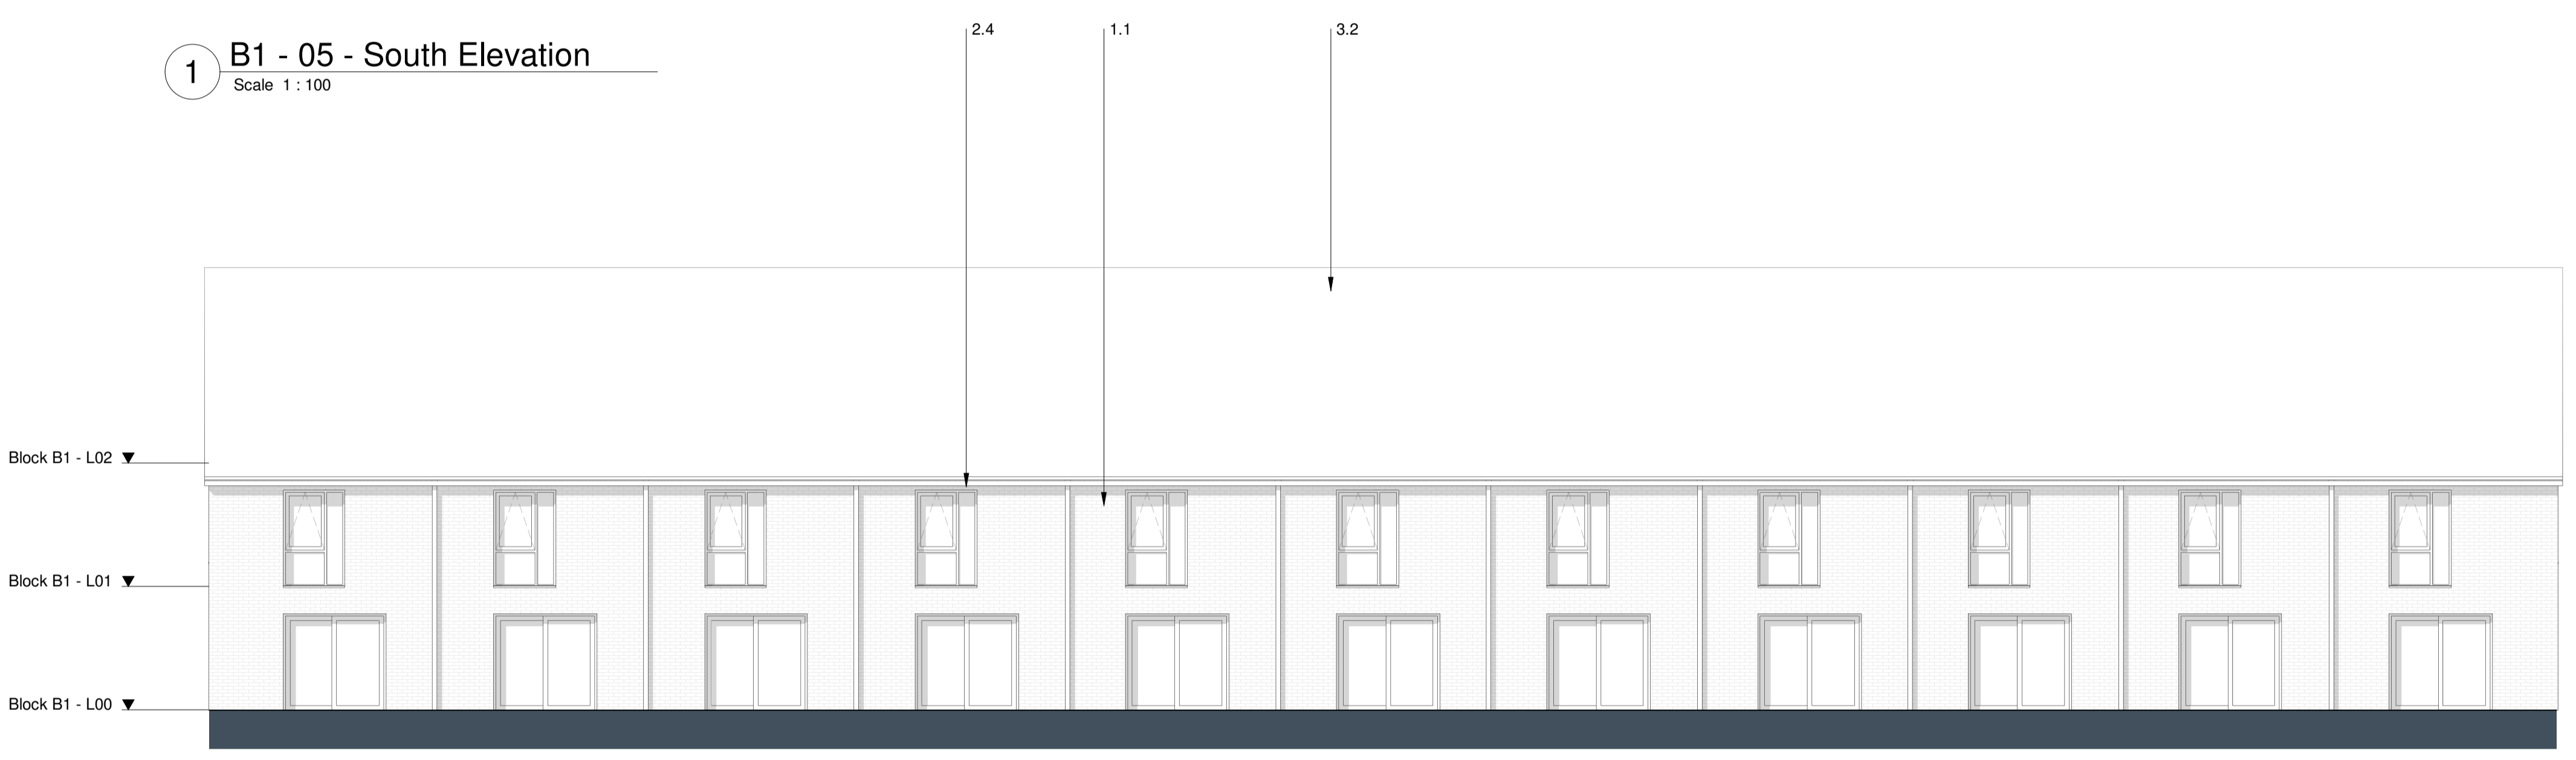 2.4
1.1
3.2
1
B1 - 05 - South Elevation
Scale 1 : 100
Block B1 - L02
Block B1 - L01
Block B1 - L00